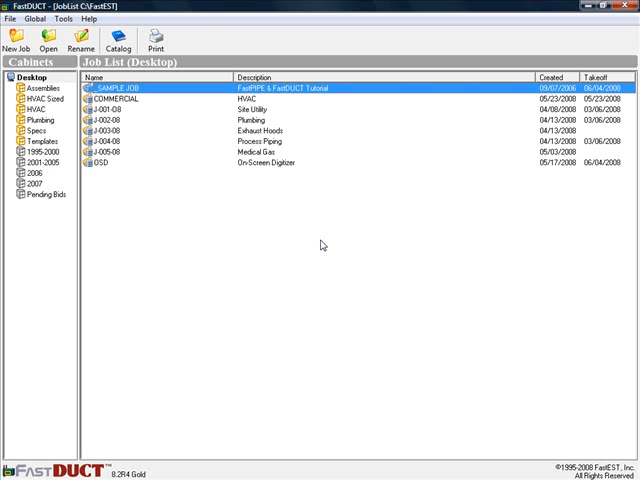 FastDUCT - [JobList C:\FastEST]
File Global Tools Help
New Job Open Rename Catalog Print
Cabinets Job List (Desktop)
Desktop
Assemblies
HVAC Sized
HVAC
Plumbing
Specs
Templates
1995-2000
2001-2005
2006
2007
Pending Bids
Name Description Created Takeoff
_SAMPLE JOB FastPIPE & FastDUCT Tutorial 09/07/2006 06/04/2008
COMMERCIAL HVAC 05/23/2008 05/23/2008
J-001-08 Site Utility 04/08/2008 03/06/2008
J-002-08 Plumbing 04/13/2008 03/06/2008
J-003-08 Exhaust Hoods 04/13/2008
J-004-08 Process Piping 04/13/2008 03/06/2008
J-005-08 Medical Gas 05/03/2008
OSD On-Screen Digitizer 05/17/2008 06/04/2008
FASTDUCT 8.2R4 Gold
©1995-2008 FastEST, Inc.
All Rights Reserved